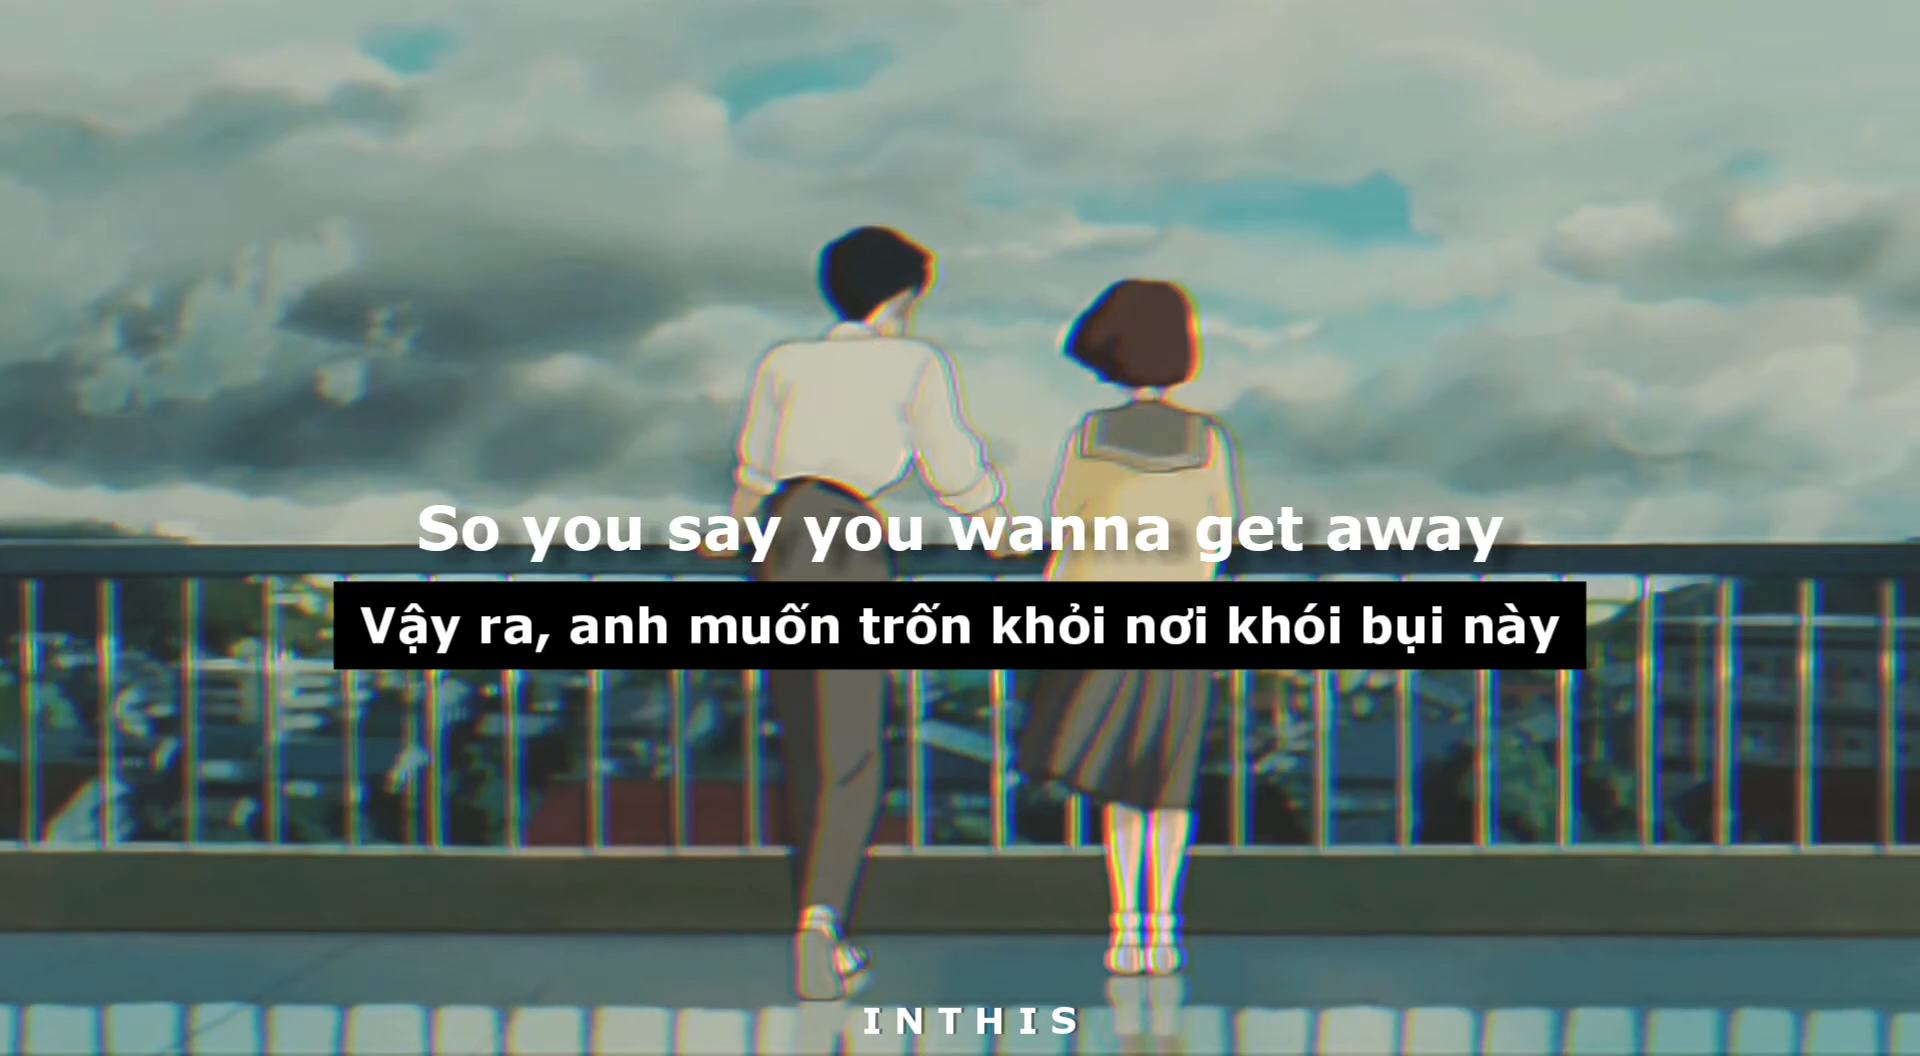 So you say you wanna get away
Vậy ra, anh muốn trốn khỏi nơi khói bụi này
INTHIS